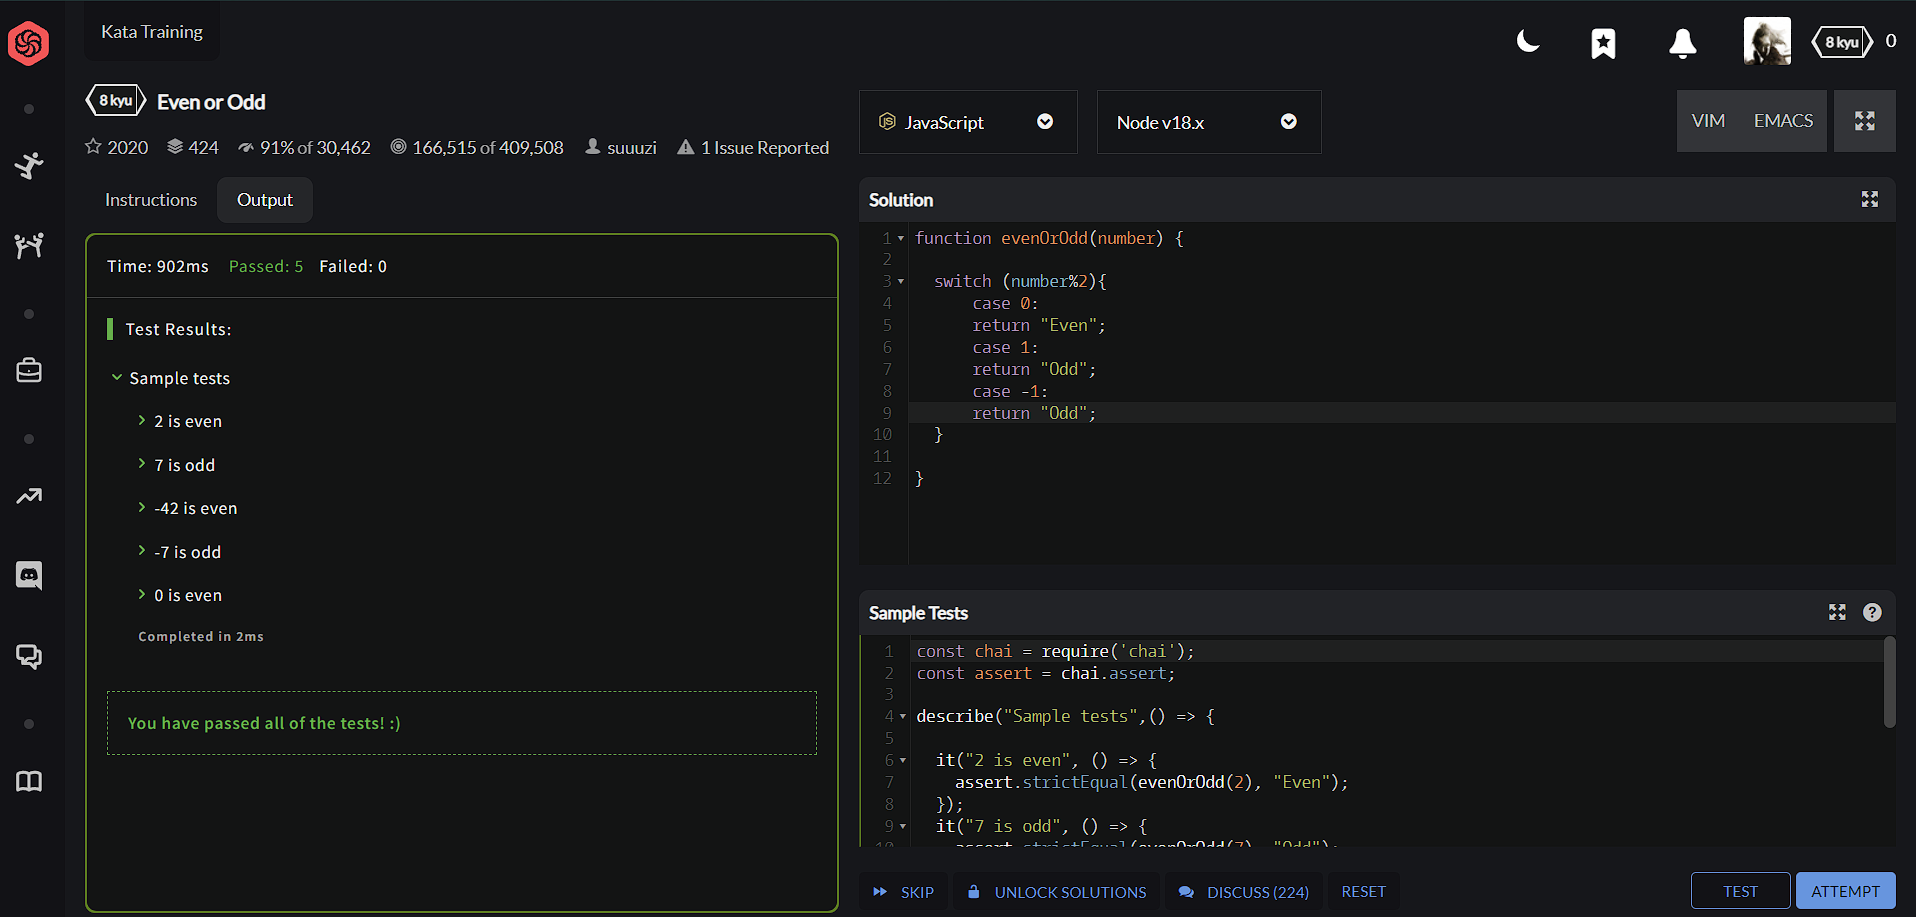 Kata Training
8 kyu 0
8 kyu Even or Odd
2020 424 91% of 30,462 166,515 of 409,508 suuuzi 1 Issue Reported
Instructions Output
Time: 902ms Passed: 5 Failed: 0
Test Results:
Sample tests
2 is even
7 is odd
-42 is even
-7 is odd
0 is even
Completed in 2ms
You have passed all of the tests! :)
JS JavaScript Node v18.x VIM EMACS
Solution
1 function evenOrOdd(number) {
2
3 switch (number%2){
4 case 0:
5 return "Even";
6 case 1:
7 return "Odd";
8 case -1:
9 return "Odd";
10 }
11
12 }
Sample Tests ?
1 const chai = require('chai');
2 const assert = chai.assert;
3
4 describe("Sample tests",() => {
5
6 it("2 is even", () => {
7 assert.strictEqual(evenOrOdd(2), "Even");
8 });
9 it("7 is odd", () => {
10 assert.strictEqual(evenOrOdd(7), "Odd");
SKIP UNLOCK SOLUTIONS DISCUSS (224) RESET TEST ATTEMPT